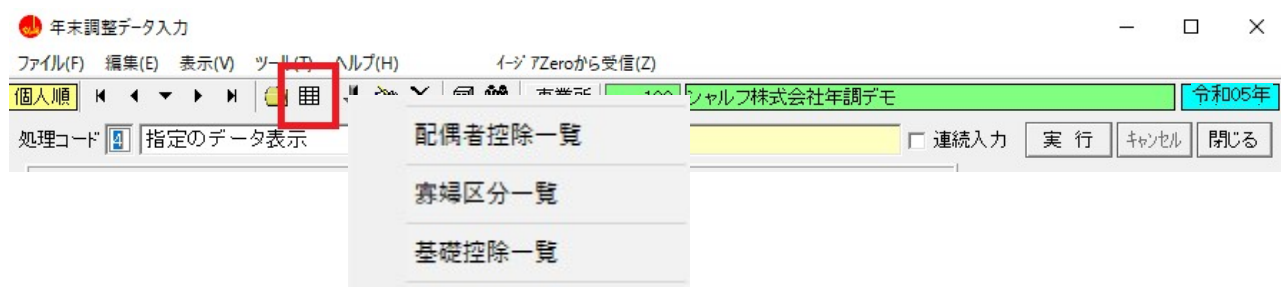 年末調整データ入力
ファイル(F) 編集(E) 表示(V) ツール(T) ヘルプ(H) ｲｰｼﾞｱZeroから受信(Z)
個人順 事業所 100 シャルフ株式会社年調デモ 令和05年
処理コード 4 指定のデータ表示 連続入力 実 行 ｷｬﾝｾﾙ 閉じる
配偶者控除一覧
寡婦区分一覧
基礎控除一覧